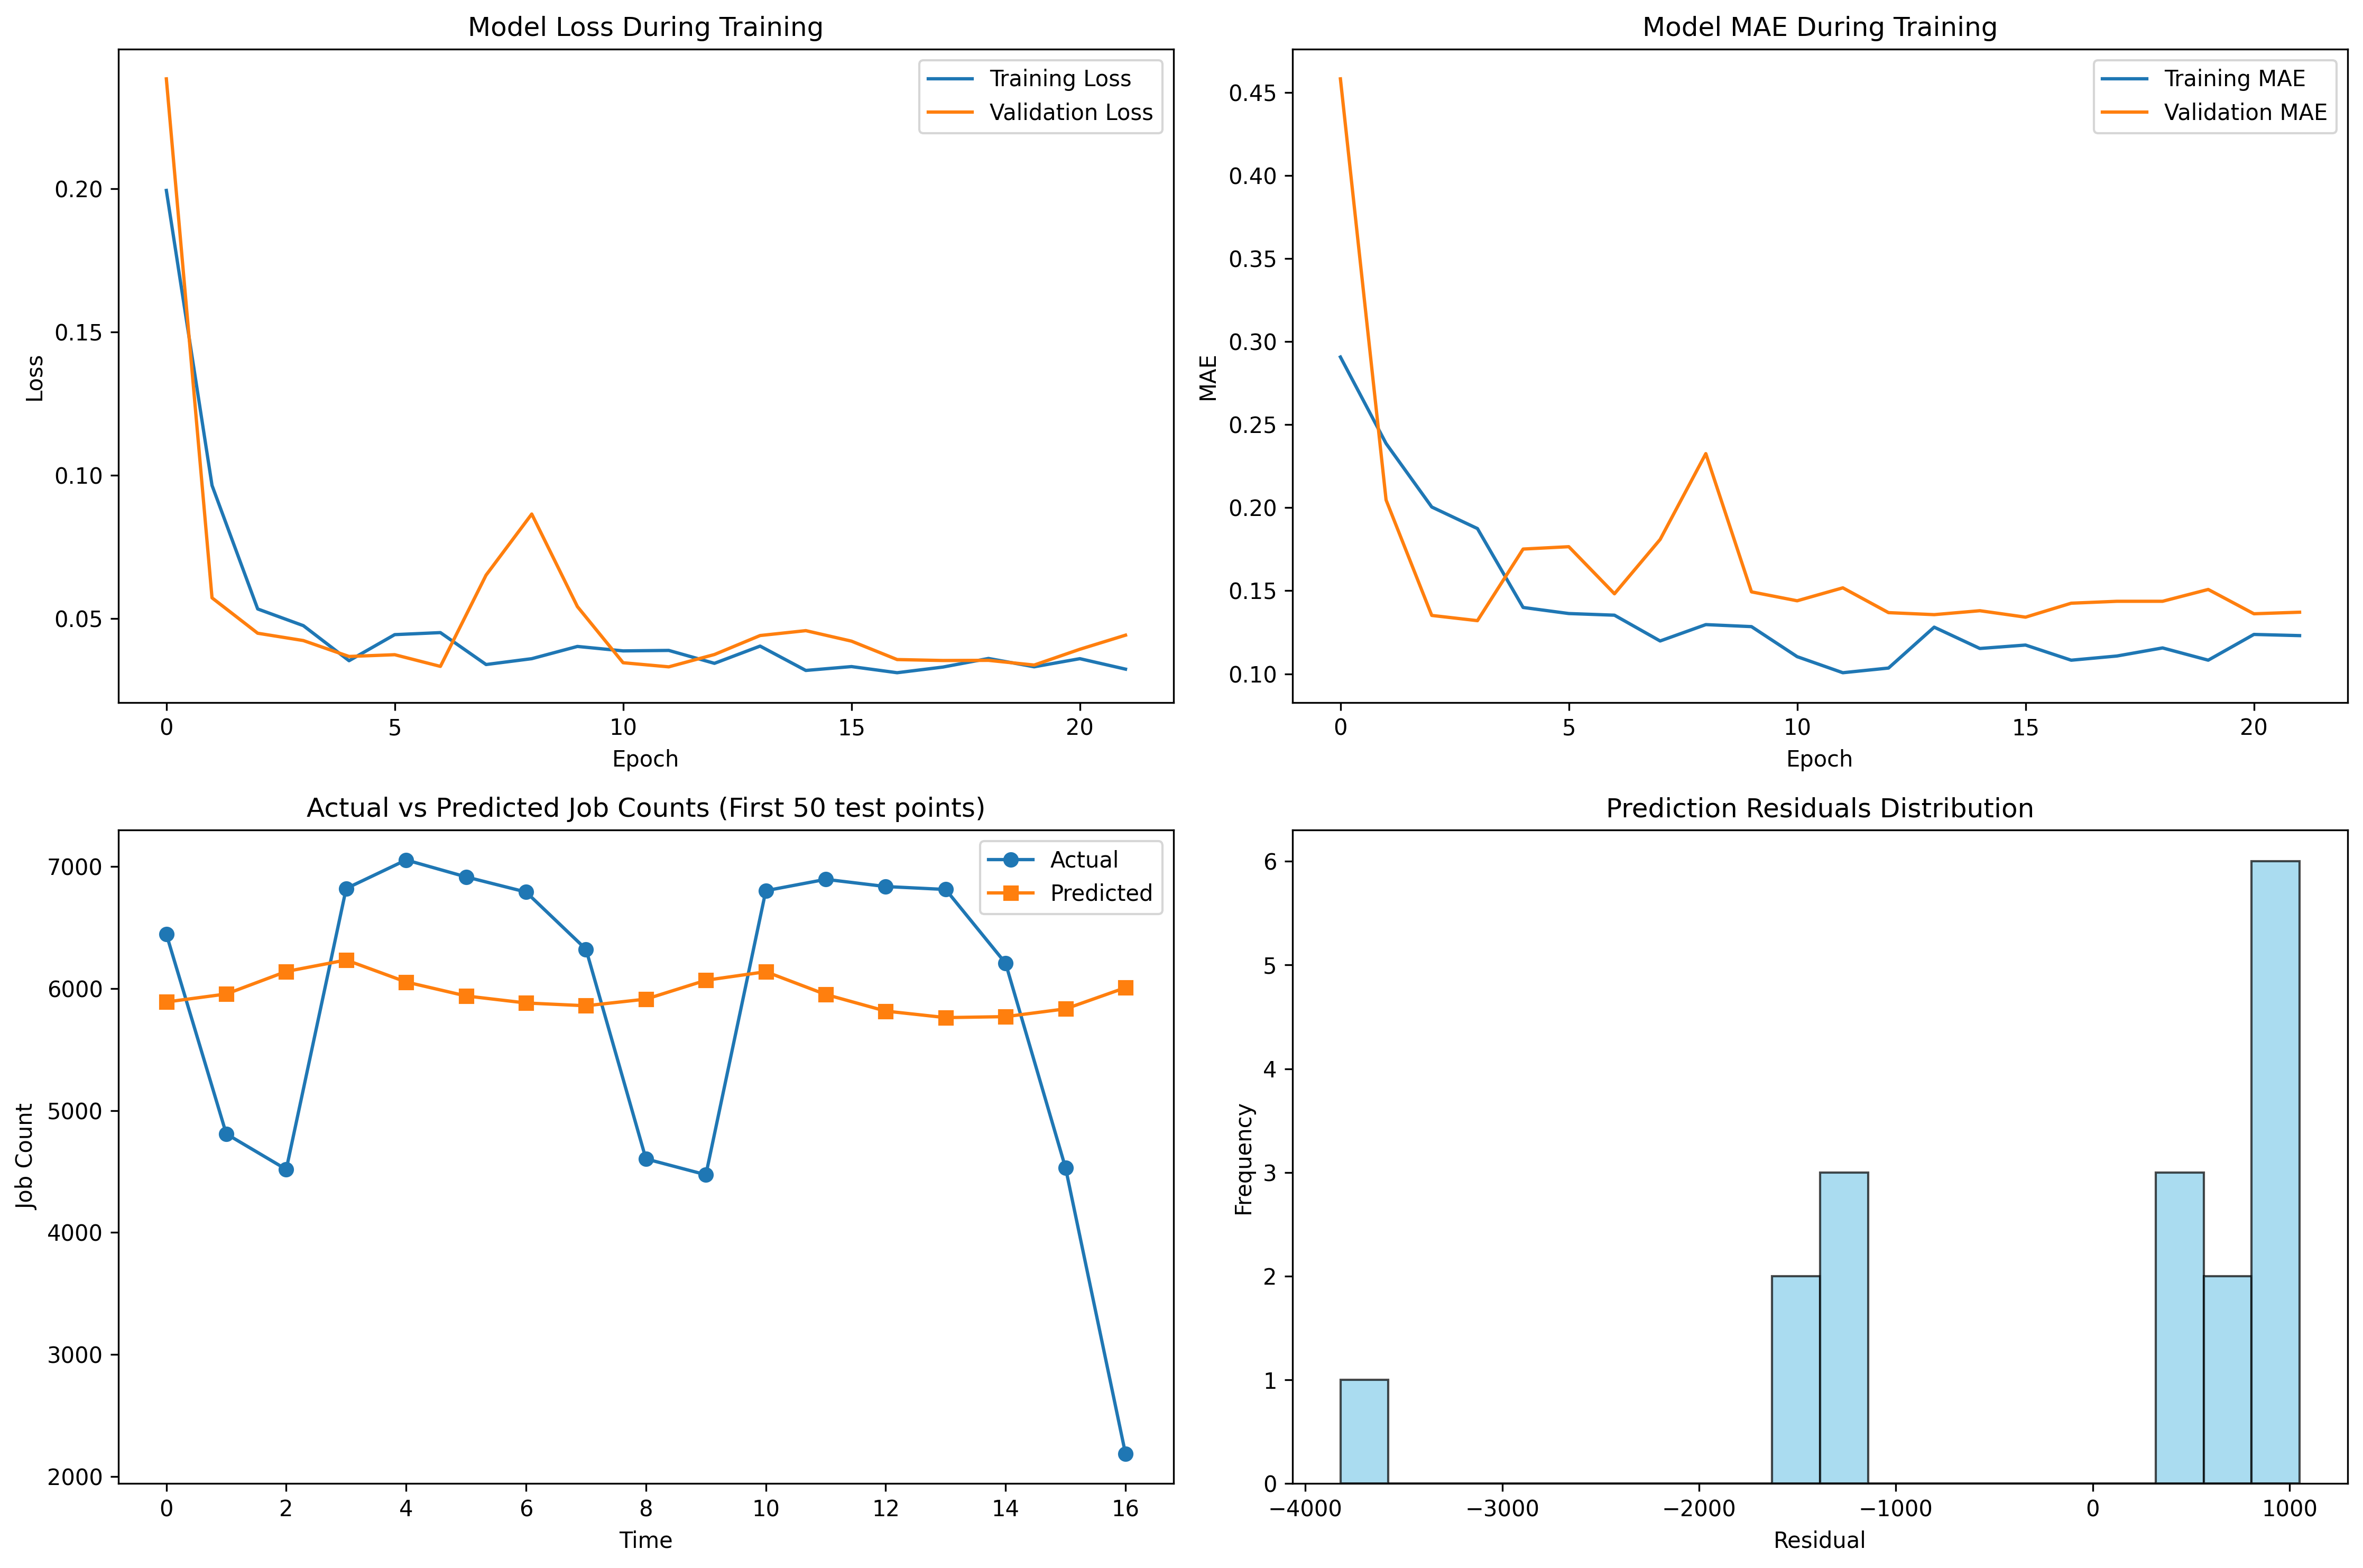 Model Loss During Training
Training Loss
Validation Loss
Loss
0.20
0.15
0.10
0.05
0 5 10 15 20
Epoch
Model MAE During Training
Training MAE
Validation MAE
MAE
0.45
0.40
0.35
0.30
0.25
0.20
0.15
0.10
0 5 10 15 20
Epoch
Actual vs Predicted Job Counts (First 50 test points)
Actual
Predicted
Job Count
7000
6000
5000
4000
3000
2000
0 2 4 6 8 10 12 14 16
Time
Prediction Residuals Distribution
Frequency
6
5
4
3
2
1
0
−4000 −3000 −2000 −1000 0 1000
Residual